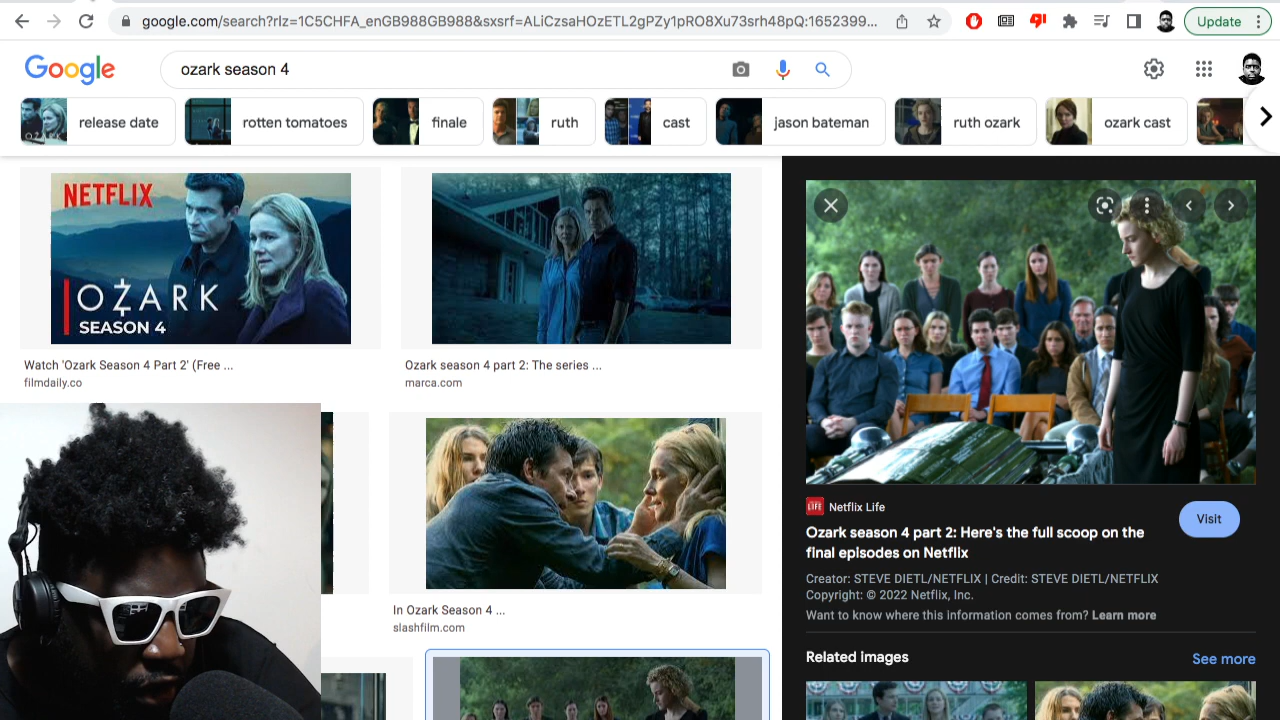 google.com/search?rlz=1C5CHFA_enGB988GB988&sxsrf=ALiCzsaHOzETL2gPZy1pRO8Xu73srh48pQ:1652399...
Update
Google
ozark season 4
release date
rotten tomatoes
finale
ruth
cast
jason bateman
ruth ozark
ozark cast
NETFLIX
OZARK
SEASON 4
Watch 'Ozark Season 4 Part 2' (Free ...
filmdaily.co
Ozark season 4 part 2: The series ...
marca.com
In Ozark Season 4 ...
slashfilm.com
LIFE
Netflix Life
Visit
Ozark season 4 part 2: Here's the full scoop on the
final episodes on Netflix
Creator: STEVE DIETL/NETFLIX | Credit: STEVE DIETL/NETFLIX
Copyright: © 2022 Netflix, Inc.
Want to know where this information comes from? Learn more
Related images
See more